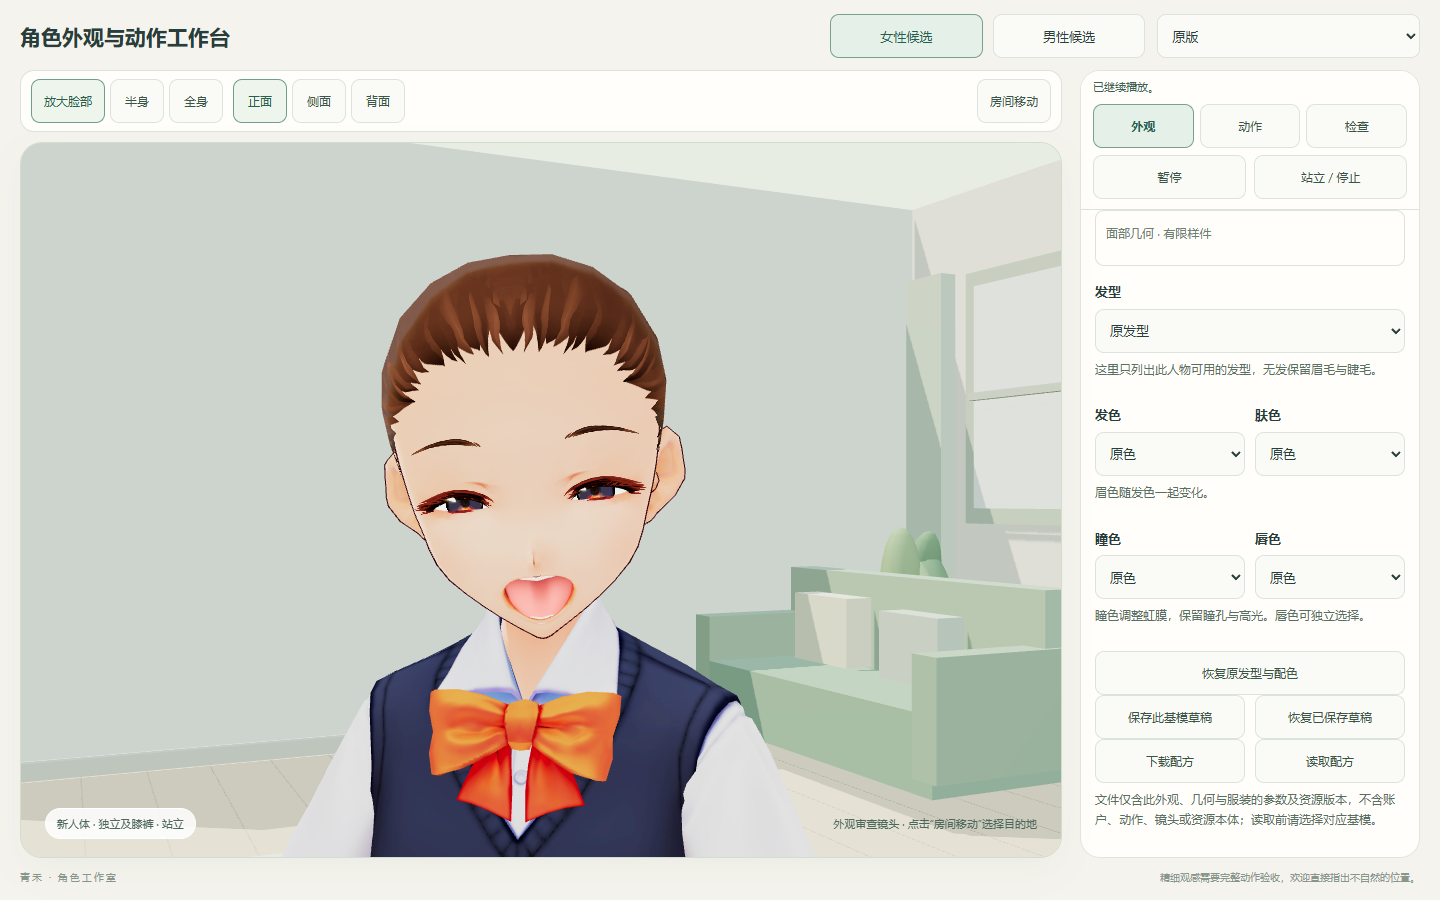 角色外观与动作工作台
女性候选
男性候选
原版
放大脸部
半身
全身
正面
侧面
背面
房间移动
已继续播放。
外观
动作
检查
暂停
站立 / 停止
面部几何 · 有限样件
发型
原发型
这里只列出此人物可用的发型，无发保留眉毛与睫毛。
发色
肤色
原色
原色
眉色随发色一起变化。
瞳色
唇色
原色
原色
瞳色调整虹膜，保留瞳孔与高光。唇色可独立选择。
恢复原发型与配色
保存此基模草稿
恢复已保存草稿
下载配方
读取配方
文件仅含此外观、几何与服装的参数及资源版本，不含账
户、动作、镜头或资源本体；读取前请选择对应基模。
新人体 · 独立及膝裤 · 站立
外观审查镜头 · 点击“房间移动”选择目的地
青禾 · 角色工作室
精细观感需要完整动作验收，欢迎直接指出不自然的位置。